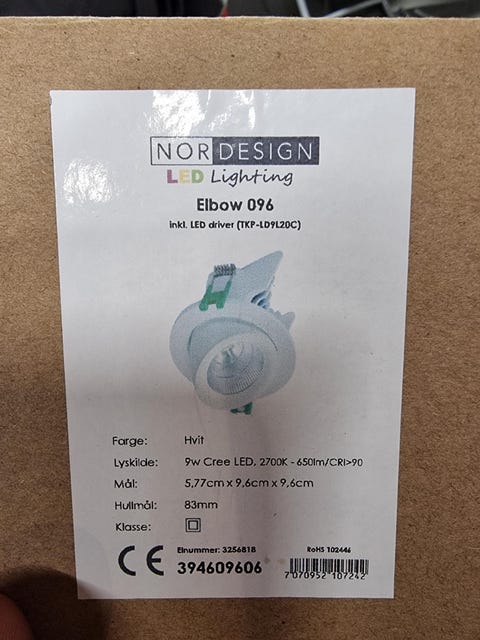 NORDESIGN
LED Lighting
Elbow 096
inkl. LED driver (TKP-LD9L20C)
Farge: Hvit
Lyskilde: 9w Cree LED, 2700K - 650lm/CRI>90
Mål: 5,77cm x 9,6cm x 9,6cm
Hullmål: 83mm
Klasse:
CE
Elnummer: 3256818
394609606
RoHS 102446
7 070952 107242